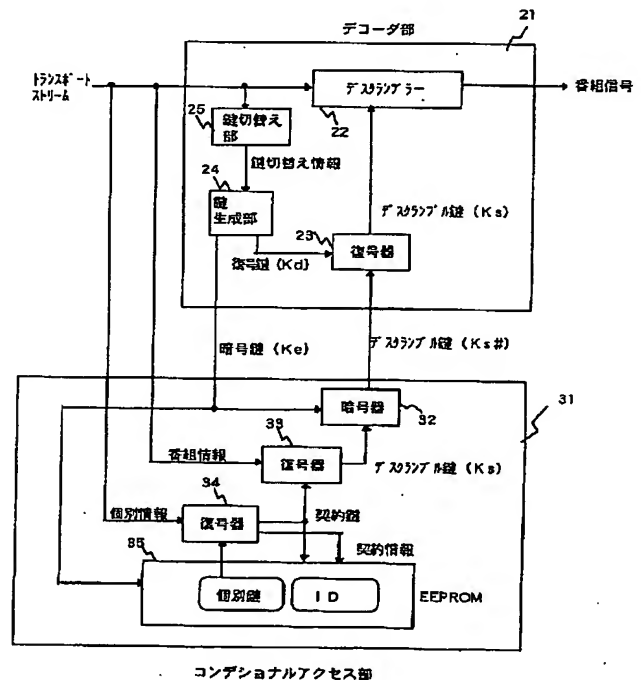 デコーダ部
21
トランスポート
ストリーム
デスクランブラー
番組信号
22
25
鍵切替え
部
鍵切替え情報
24
鍵
生成部
デスクランブル鍵(Ks)
23
復号器
復号鍵(Kd)
暗号鍵(Ke)
デスクランブル鍵(Ks#)
31
暗号器
32
33
番組情報
復号器
デスクランブル鍵(Ks)
34
個別情報
復号器
契約鍵
契約情報
35
個別鍵
ID
EEPROM
コンデショナルアクセス部